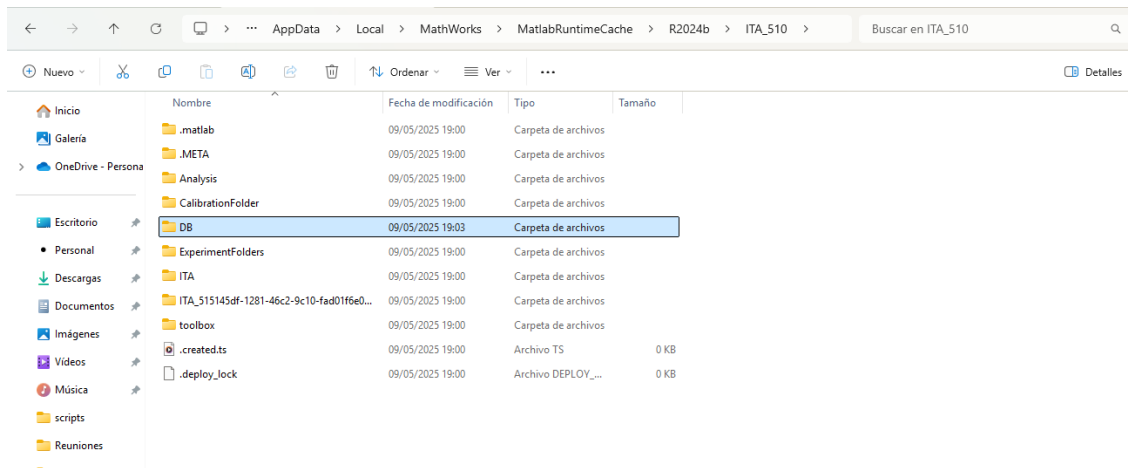 AppData > Local > MathWorks > MatlabRuntimeCache > R2024b > ITA_510 > Buscar en ITA_510
Nuevo Ordenar Ver ... Detalles
Nombre Fecha de modificación Tipo Tamaño
Inicio
Galería
OneDrive - Persona
Escritorio
Personal
Descargas
Documentos
Imágenes
Vídeos
Música
scripts
Reuniones
.matlab 09/05/2025 19:00 Carpeta de archivos
.META 09/05/2025 19:00 Carpeta de archivos
Analysis 09/05/2025 19:00 Carpeta de archivos
CalibrationFolder 09/05/2025 19:00 Carpeta de archivos
DB 09/05/2025 19:03 Carpeta de archivos
ExperimentFolders 09/05/2025 19:00 Carpeta de archivos
ITA 09/05/2025 19:00 Carpeta de archivos
ITA_515145df-1281-46c2-9c10-fad01f6e0... 09/05/2025 19:00 Carpeta de archivos
toolbox 09/05/2025 19:00 Carpeta de archivos
.created.ts 09/05/2025 19:00 Archivo TS 0 KB
.deploy_lock 09/05/2025 19:00 Archivo DEPLOY_... 0 KB